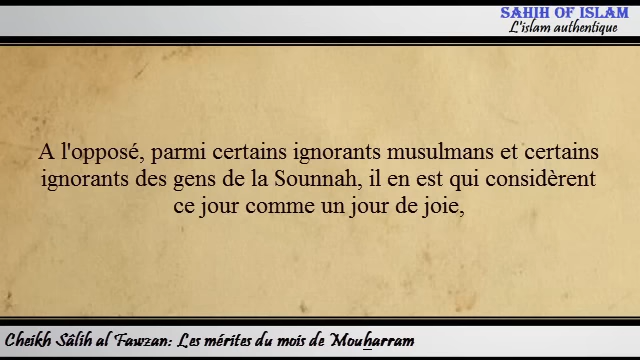 SAHIH OF ISLAM
L'islam authentique
A l'opposé, parmi certains ignorants musulmans et certains
ignorants des gens de la Sounnah, il en est qui considèrent
ce jour comme un jour de joie,
Cheikh Sâlih al Fawzan: Les mérites du mois de Mouharram